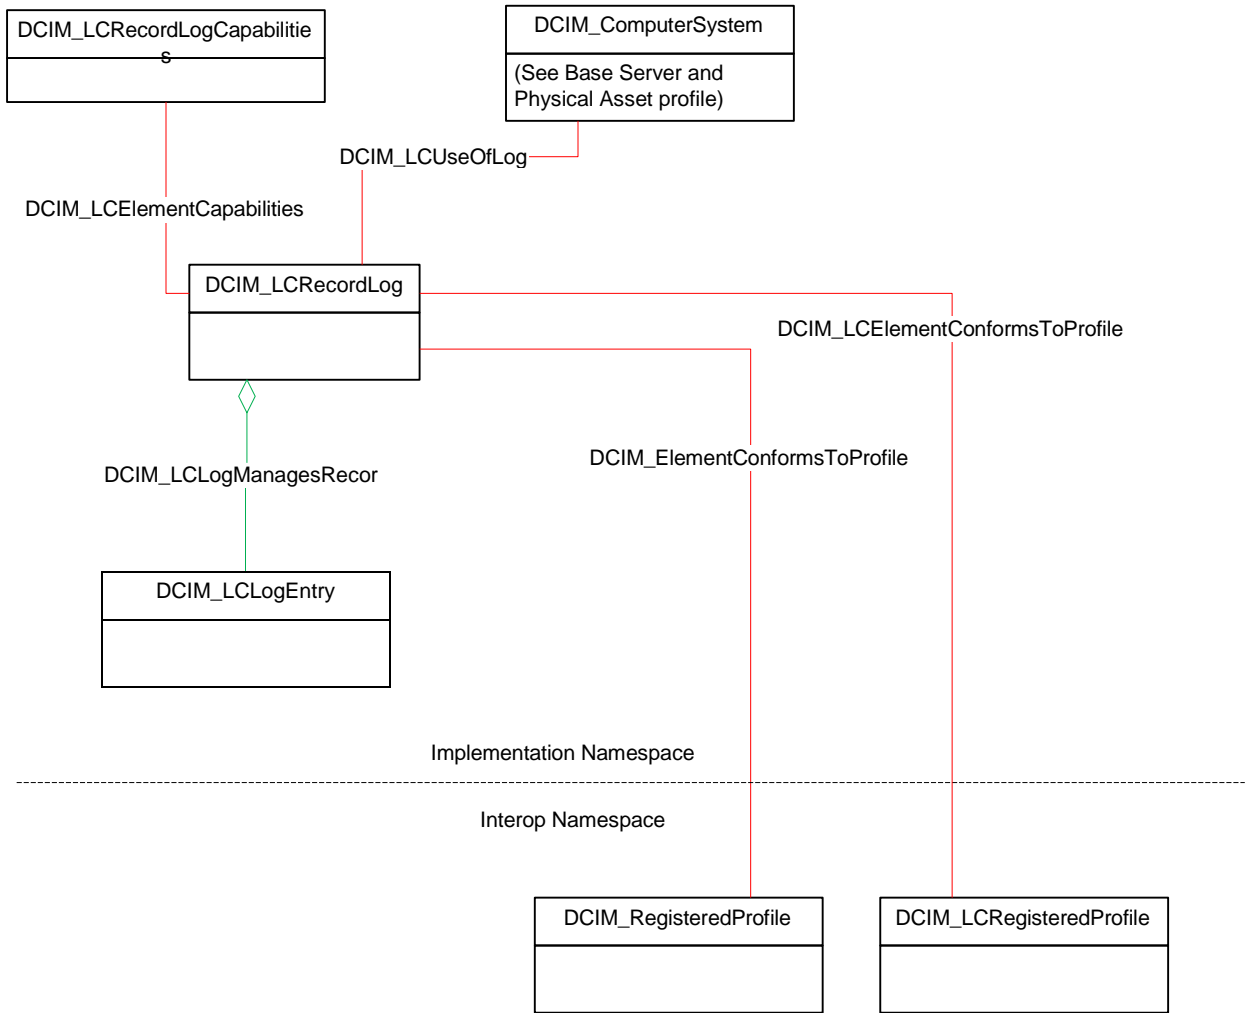 DCIM_LCRecordLogCapabilitie
s
DCIM_ComputerSystem
(See Base Server and
Physical Asset profile)
DCIM_LCUseOfLog
DCIM_LCElementCapabilities
DCIM_LCRecordLog
DCIM_LCElementConformsToProfile
DCIM_ElementConformsToProfile
DCIM_LCLogManagesRecor
DCIM_LCLogEntry
Implementation Namespace
Interop Namespace
DCIM_RegisteredProfile
DCIM_LCRegisteredProfile